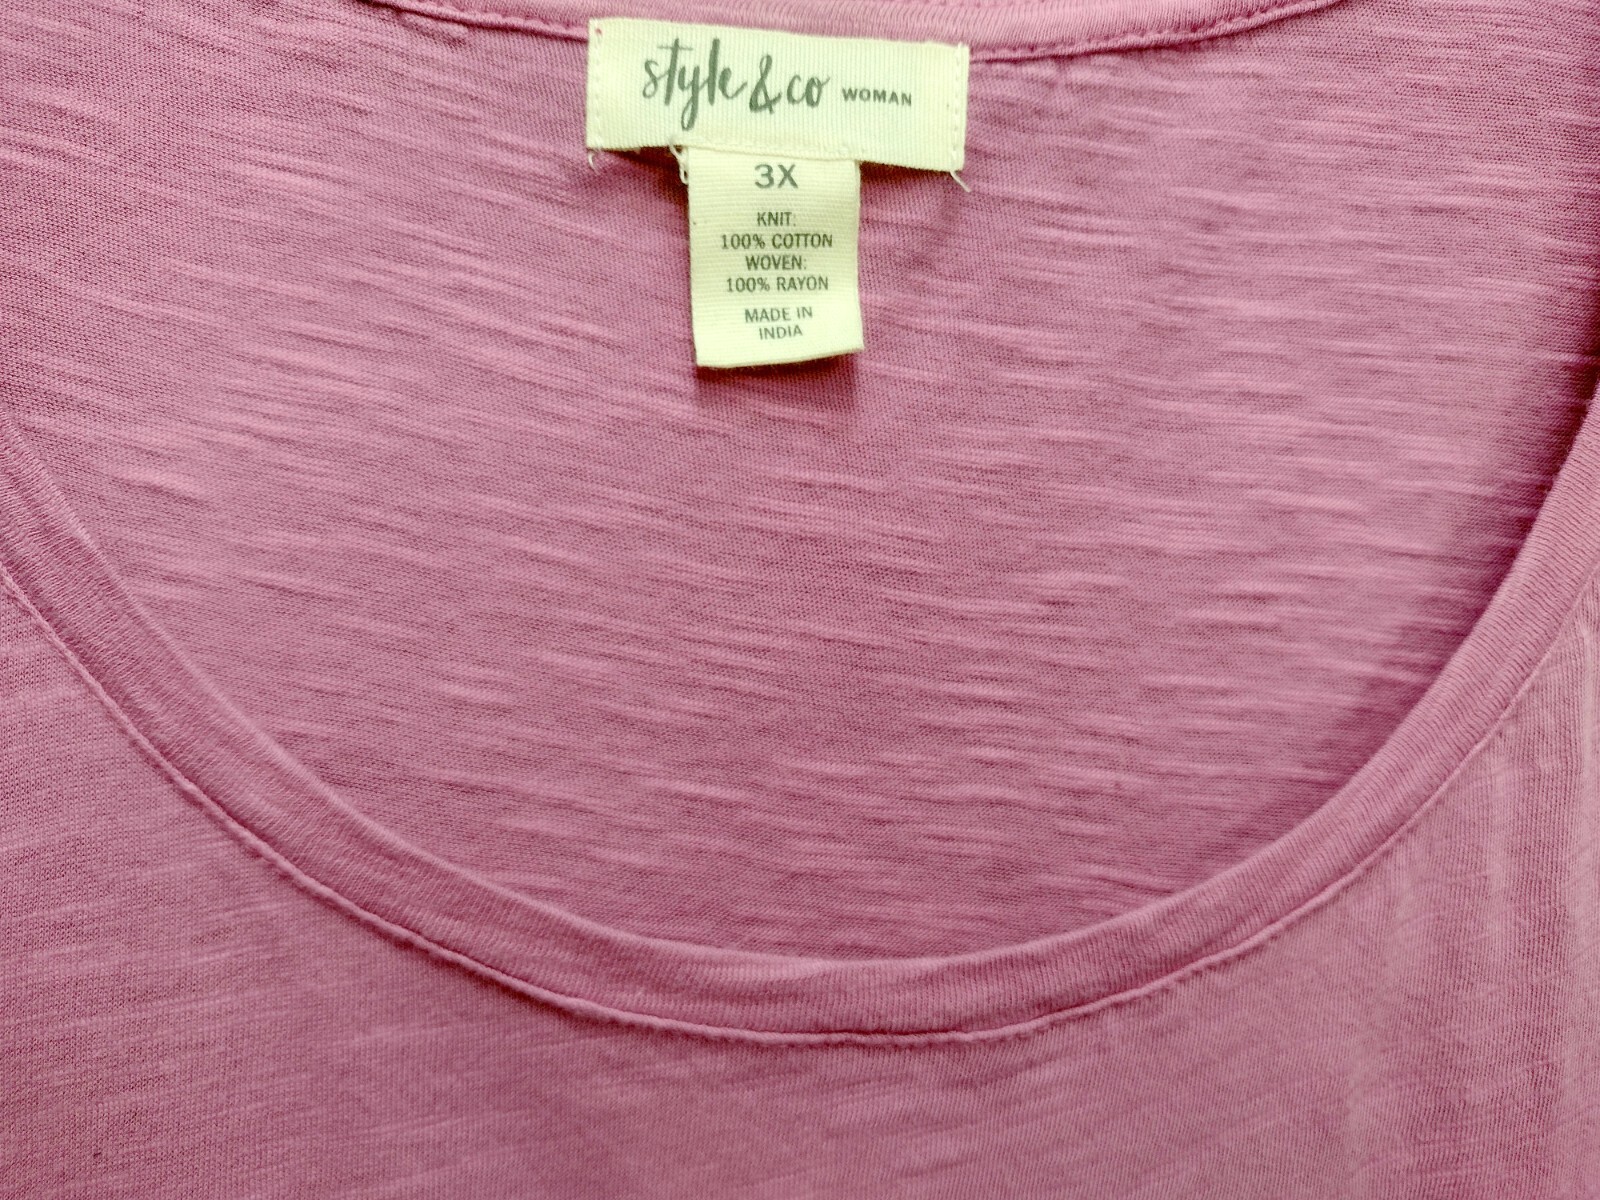 style & co WOMAN
3X
KNIT:
100% COTTON
WOVEN:
100% RAYON
MADE IN
INDIA